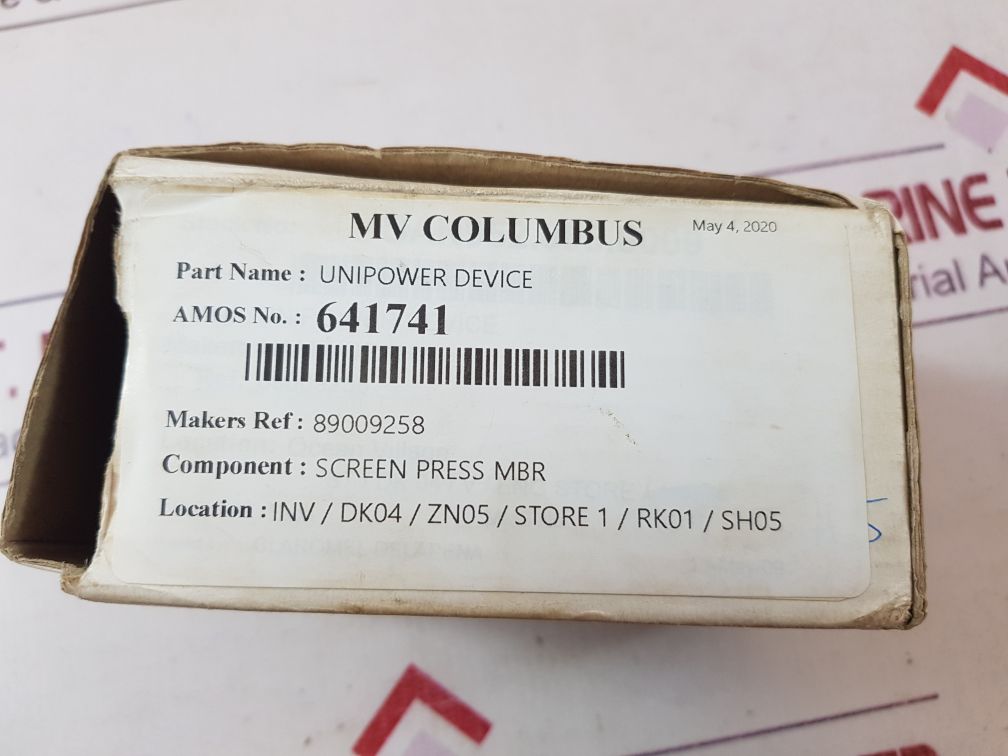 MV COLUMBUS May 4, 2020
Part Name : UNIPOWER DEVICE
AMOS No. : 641741
Makers Ref : 89009258
Component : SCREEN PRESS MBR
Location : INV / DK04 / ZN05 / STORE 1 / RK01 / SH05